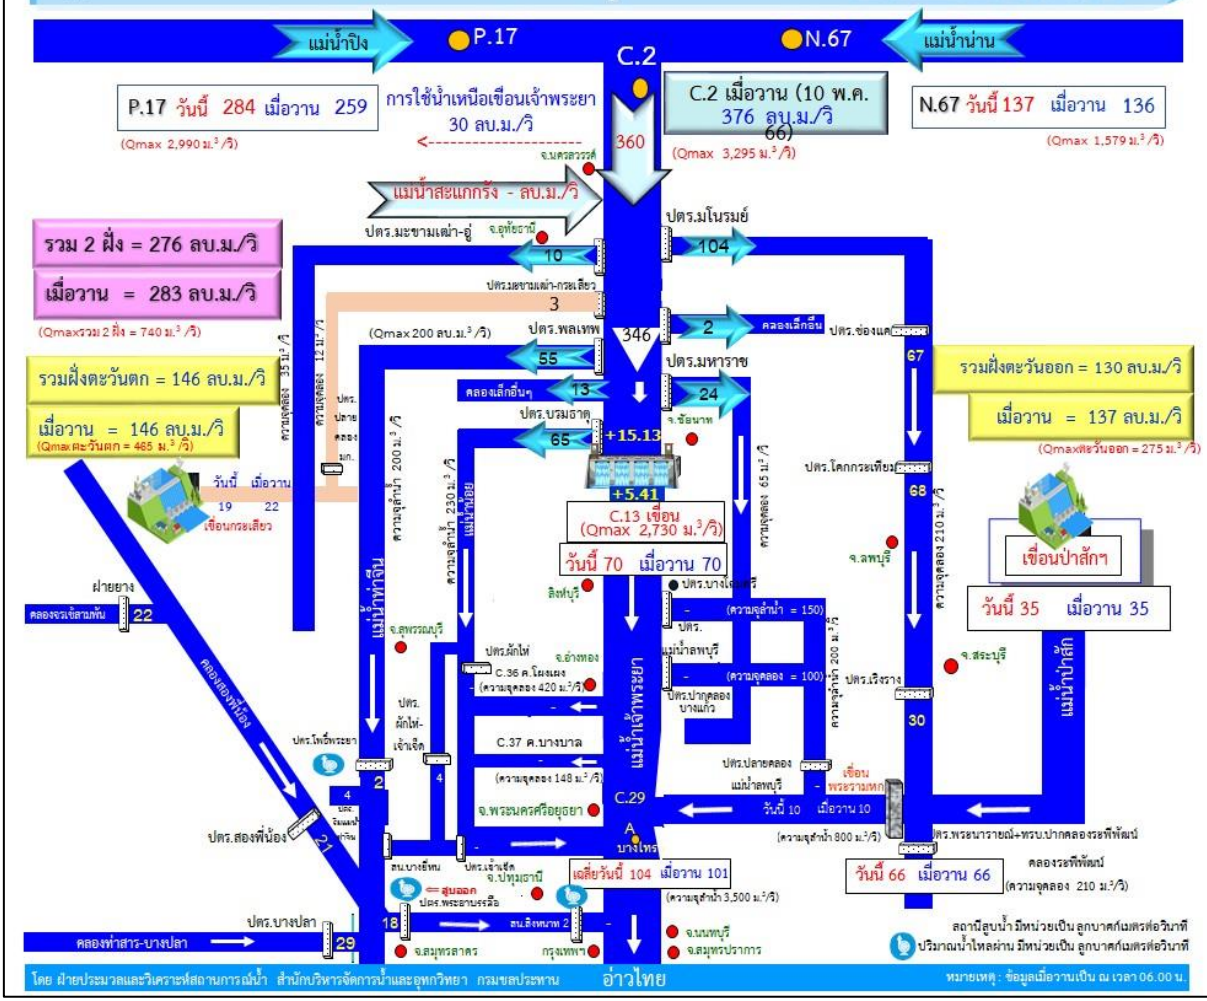 แม่น้ำปิง
P.17
C.2
N.67
แม่น้ำน่าน
P.17 วันนี้ 284 เมื่อวาน 259
(Qmax 2,990 ม.³/วิ)
การใช้น้ำเหนือเขื่อนเจ้าพระยา
30 ลบ.ม./วิ
360
C.2 เมื่อวาน (10 พ.ค.
376 ลบ.ม./วิ
66)
(Qmax 3,295 ม.³/วิ)
N.67 วันนี้ 137 เมื่อวาน 136
(Qmax 1,579 ม.³/วิ)
จ.นครสวรรค์
แม่น้ำสะแกกรัง - ลบ.ม./วิ
รวม 2 ฝั่ง = 276 ลบ.ม./วิ
เมื่อวาน = 283 ลบ.ม./วิ
(Qmaxรวม 2 ฝั่ง = 740 ม.³ /วิ)
ปตร.มะขามเฒ่า-อู่
จ.อุทัยธานี
10
ปตร.มโนรมย์
104
ปตร.มะขามเฒ่า-กระเสียว
3
(Qmax 200 ลบ.ม.³/วิ)
ปตร.พลเทพ
55
346
2
คลองเล็กอื่น
ปตร.ช่องแค
67
รวมฝั่งตะวันตก = 146 ลบ.ม./วิ
เมื่อวาน = 146 ลบ.ม./วิ
(Qmaxตะวันตก = 465 ม.³ /วิ)
รวมฝั่งตะวันออก = 130 ลบ.ม./วิ
เมื่อวาน = 137 ลบ.ม./วิ
(Qmaxตะวันออก = 275 ม.³/วิ)
ความจุคลอง 35 ม.³/วิ
ความจุคลอง 12 ม.³/วิ
ปตร.
ปลาย
คลอง
มก.
คลองเล็กอื่นๆ
13
ปตร.มหาราช
24
จ.ชัยนาท
ปตร.บรมธาตุ
65
+15.13
+5.41
C.13 เขื่อน
(Qmax 2,730 ม.³/วิ)
วันนี้ 70 เมื่อวาน 70
วันนี้ เมื่อวาน
19 22
เขื่อนกระเสียว
ความจุลำน้ำ 200 ม.³ /วิ
ความจุลำน้ำ 230 ม.³ /วิ
แม่น้ำน้อย
ความจุคลอง 65 ม.³ /วิ
ปตร.โคกกระเทียม
68
ความจุคลอง 210 ม.³/วิ
จ.ลพบุรี
เขื่อนป่าสักฯ
วันนี้ 35 เมื่อวาน 35
ฝายยาง
คลองจรเข้สามพัน
22
แม่น้ำท่าจีน
จ.สุพรรณบุรี
สิงห์บุรี
-
(ความจุลำน้ำ = 150)
ปตร.
แม่น้ำลพบุรี
ความจุลำน้ำ 200 ม.³/วิ
ปตร.ผักไห่
จ.อ่างทอง
C.36 ค.โผงเผง
(ความจุคลอง 420 ม.³/วิ)
-
-
-
(ความจุคลอง = 100)
ปตร.ปากคลอง
บางแก้ว
ปตร.เริงราง
30
จ.สระบุรี
แม่น้ำป่าสัก
คลองสองพี่น้อง
ปตร.โพธิ์พระยา
2
ปตร.
ผักไห่-
เจ้าเจ็ด
4
C.37 ค.บางบาล
-
(ความจุคลอง 148 ม.³/วิ)
แม่น้ำเจ้าพระยา
ปตร.ปลายคลอง
แม่น้ำลพบุรี
-
เขื่อน
พระรามหก
4
C.29
จ.พระนครศรีอยุธยา
วันนี้ 10 เมื่อวาน 10
(ความจุลำน้ำ 800 ม.³/วิ)
ปตร.สองพี่น้อง
21
A
บางไทร
ปตร.พระนารายณ์+ทรบ.ปากคลองระพีพัฒน์
สน.บางยี่หน
ปตร.เจ้าเจ็ด
-
เฉลี่ยวันนี้ 104 เมื่อวาน 101
(ความจุลำน้ำ 3,500 ม.³/วิ)
วันนี้ 66 เมื่อวาน 66
คลองระพีพัฒน์
(ความจุคลอง 210 ม.³/วิ)
จ.ปทุมธานี
⇐ สูบออก
ปตร.พระยาบรรลือ
ปตร.บางปลา
18
สน.สิงหนาท 2
-
คลองท่าสาร-บางปลา
29
จ.สมุทรสาคร
กรุงเทพฯ
จ.นนทบุรี
จ.สมุทรปราการ
สถานีสูบน้ำ มีหน่วยเป็น ลูกบาศก์เมตรต่อวินาที
ปริมาณน้ำไหลผ่าน มีหน่วยเป็น ลูกบาศก์เมตรต่อวินาที
โดย ฝ่ายประมวลและวิเคราะห์สถานการณ์น้ำ สำนักบริหารจัดการน้ำและอุทกวิทยา กรมชลประทาน
อ่าวไทย
หมายเหตุ : ข้อมูลเมื่อวานเป็น ณ เวลา 06.00 น.